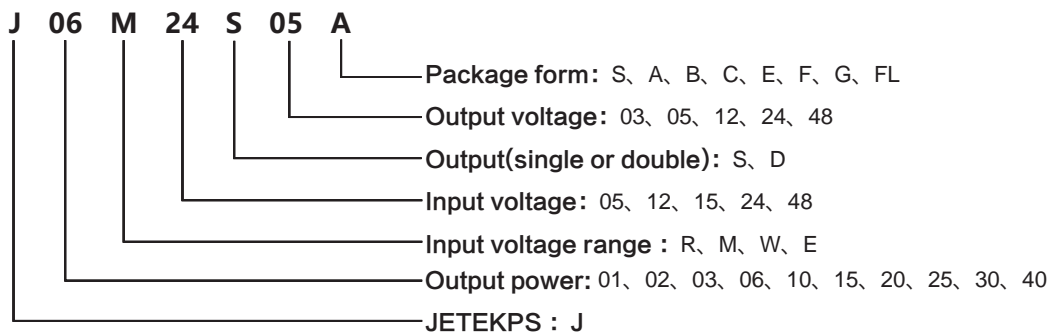 J 06 M 24 S 05 A
Package form：S、A、B、C、E、F、G、FL
Output voltage：03、05、12、24、48
Output(single or double)：S、D
Input voltage：05、12、15、24、48
Input voltage range：R、M、W、E
Output power: 01、02、03、06、10、15、20、25、30、40
JETEKPS：J